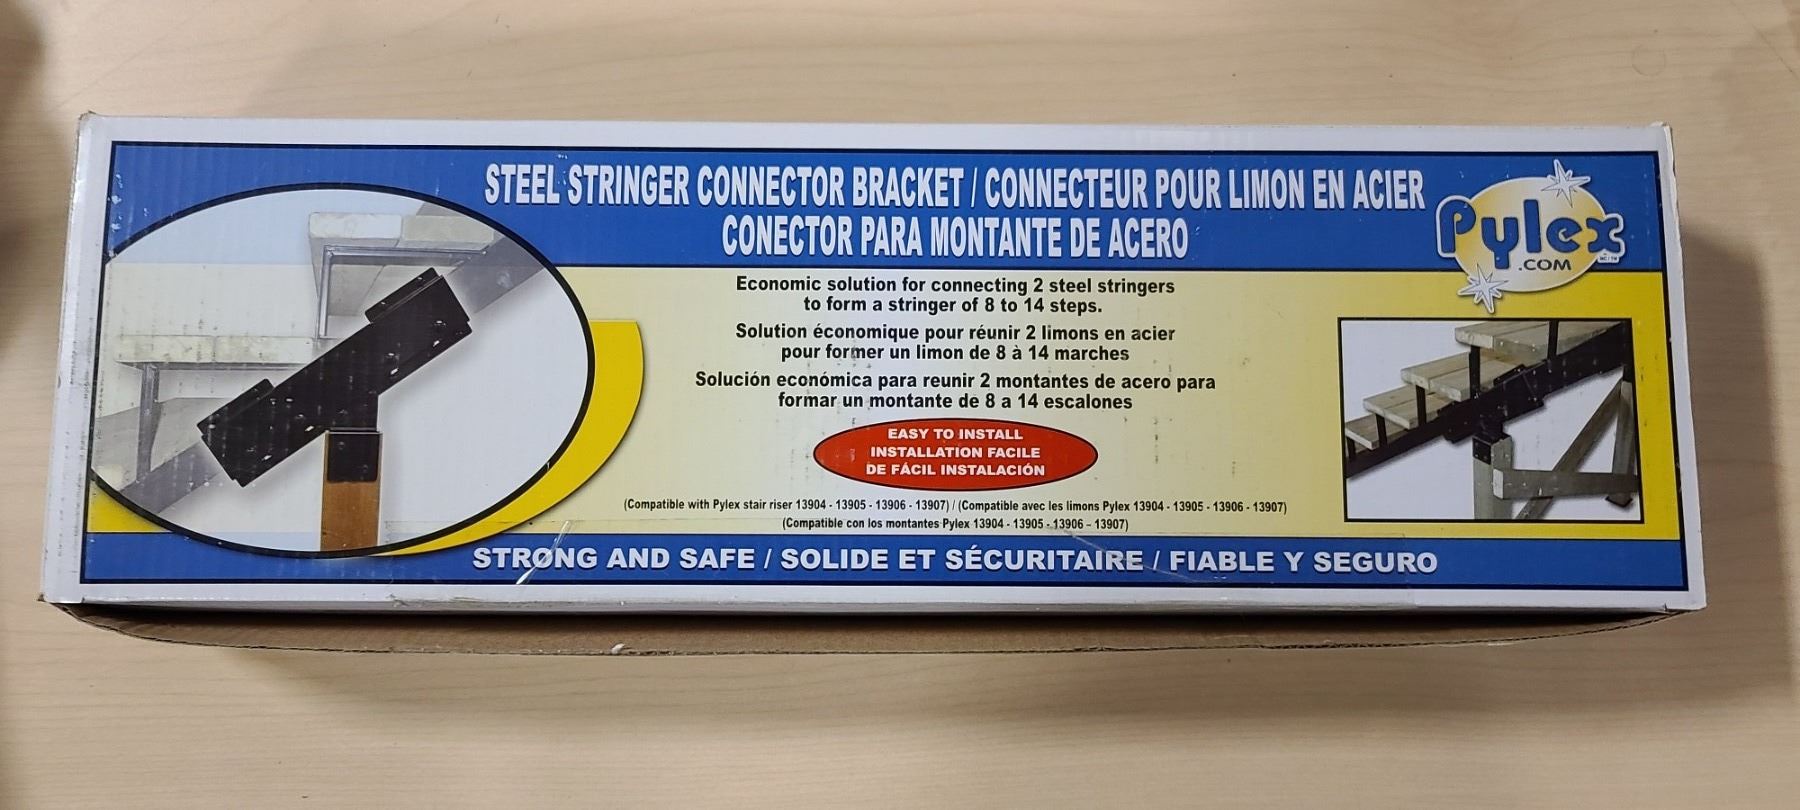 STEEL STRINGER CONNECTOR BRACKET / CONNECTEUR POUR LIMON EN ACIER
CONECTOR PARA MONTANTE DE ACERO
Pylex
.COM
MC / TM
Economic solution for connecting 2 steel stringers
to form a stringer of 8 to 14 steps.
Solution économique pour réunir 2 limons en acier
pour former un limon de 8 à 14 marches
Solución económica para reunir 2 montantes de acero para
formar un montante de 8 a 14 escalones
EASY TO INSTALL
INSTALLATION FACILE
DE FÁCIL INSTALACIÓN
(Compatible with Pylex stair riser 13904 - 13905 - 13906 - 13907) / (Compatible avec les limons Pylex 13904 - 13905 - 13906 - 13907)
(Compatible con los montantes Pylex 13904 - 13905 - 13906 – 13907)
STRONG AND SAFE / SOLIDE ET SÉCURITAIRE / FIABLE Y SEGURO